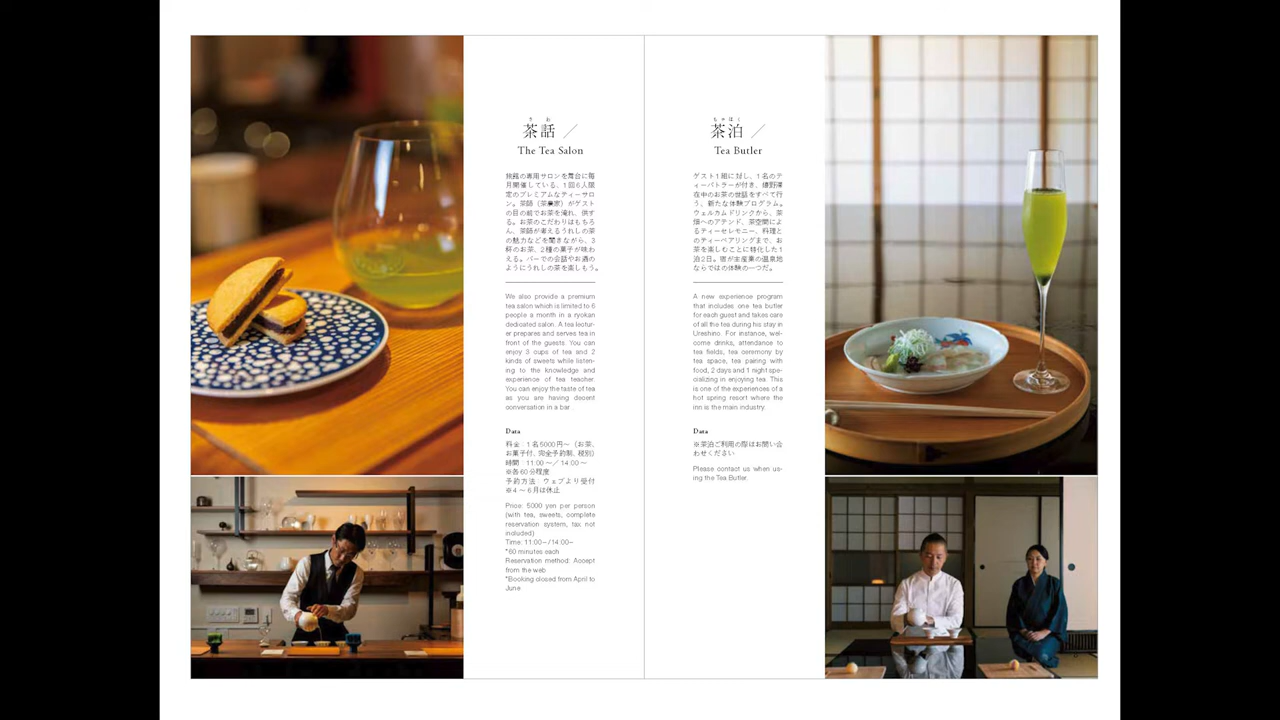 さお
茶話 ／
The Tea Salon
旅館の専用サロンを舞台に毎
月開催している、1回6人限
定のプレミアムなティーサロ
ン。茶師（茶農家）がゲスト
の目の前でお茶を淹れ、供す
る。お茶のこだわりはもちろ
ん、茶師が考えるうれしの茶
の魅力などを聞きながら、3
杯のお茶、2種の菓子が味わ
える。バーでの会話やお酒の
ようにうれしの茶を楽しもう。
We also provide a premium
tea salon which is limited to 6
people a month in a ryokan
dedicated salon. A tea lectur-
er prepares and serves tea in
front of the guests. You can
enjoy 3 cups of tea and 2
kinds of sweets while listen-
ing to the knowledge and
experience of tea teacher.
You can enjoy the taste of tea
as you are having decent
conversation in a bar.
Data
料金：1名5000円〜（お茶、
お菓子付、完全予約制、税別）
時間：11:00〜／14:00〜
※各60分程度
予約方法：ウェブより受付
※4〜6月は休止
Price: 5000 yen per person
(with tea, sweets, complete
reservation system, tax not
included)
Time: 11:00~/14:00~
*60 minutes each
Reservation method: Accept
from the web
*Booking closed from April to
June
ちゃはく
茶泊 ／
Tea Butler
ゲスト1組に対し、1名のテ
ィーバトラーが付き、嬉野滞
在中のお茶の世話をすべて行
う、新たな体験プログラム。
ウェルカムドリンクから、茶
畑へのアテンド、茶空間によ
るティーセレモニー、料理と
のティーペアリングまで、お
茶を楽しむことに特化した1
泊2日。宿が主産業の温泉地
ならではの体験の一つだ。
A new experience program
that includes one tea butler
for each guest and takes care
of all the tea during his stay in
Ureshino. For instance, wel-
come drinks, attendance to
tea fields, tea ceremony by
tea space, tea pairing with
food, 2 days and 1 night spe-
cializing in enjoying tea. This
is one of the experiences of a
hot spring resort where the
inn is the main industry.
Data
※茶泊ご利用の際はお問い合
わせください
Please contact us when us-
ing the Tea Butler.